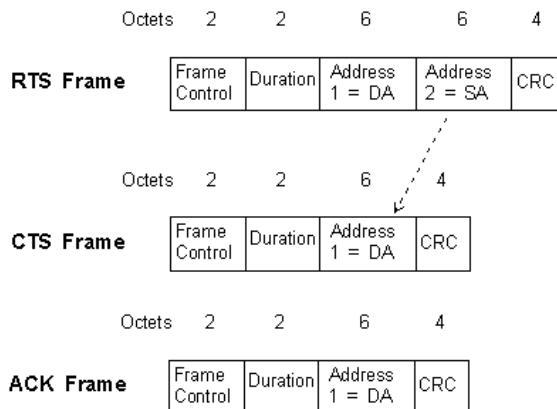 Octets 2 2 6 6 4
RTS Frame
Frame Control
Duration
Address 1 = DA
Address 2 = SA
CRC
Octets 2 2 6 4
CTS Frame
Frame Control
Duration
Address 1 = DA
CRC
Octets 2 2 6 4
ACK Frame
Frame Control
Duration
Address 1 = DA
CRC